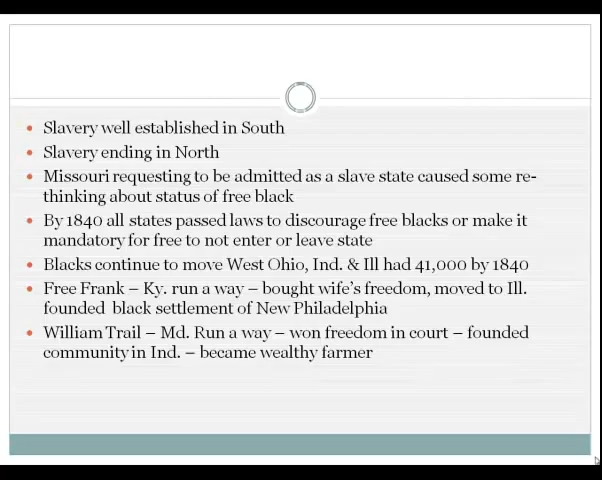 Slavery well established in South
Slavery ending in North
Missouri requesting to be admitted as a slave state caused some re-
thinking about status of free black
By 1840 all states passed laws to discourage free blacks or make it
mandatory for free to not enter or leave state
Blacks continue to move West Ohio, Ind. & Ill had 41,000 by 1840
Free Frank – Ky. run a way – bought wife's freedom, moved to Ill.
founded black settlement of New Philadelphia
William Trail – Md. Run a way – won freedom in court – founded
community in Ind. – became wealthy farmer